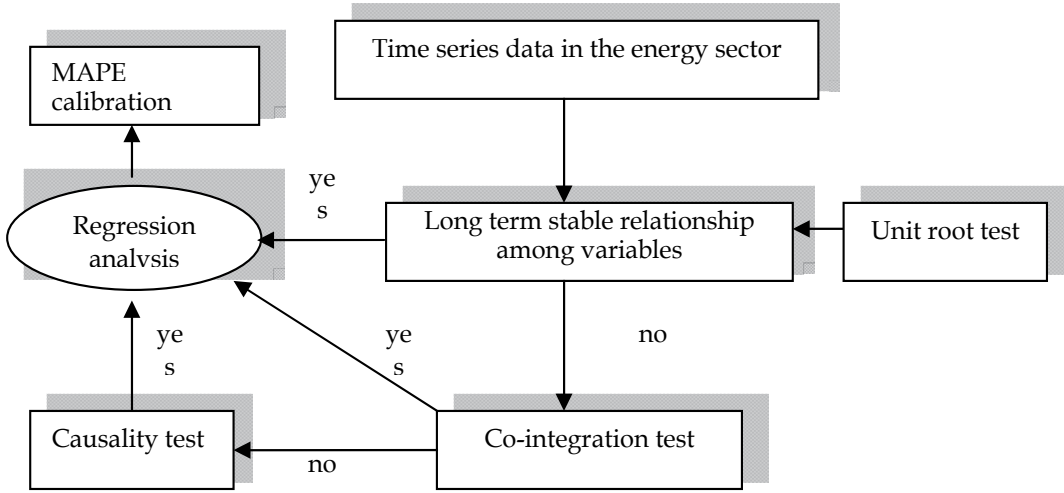 Time series data in the energy sector
MAPE
calibration
ye
s
Regression
analysis
Long term stable relationship
among variables
Unit root test
ye
s
ye
s
no
Causality test
no
Co-integration test